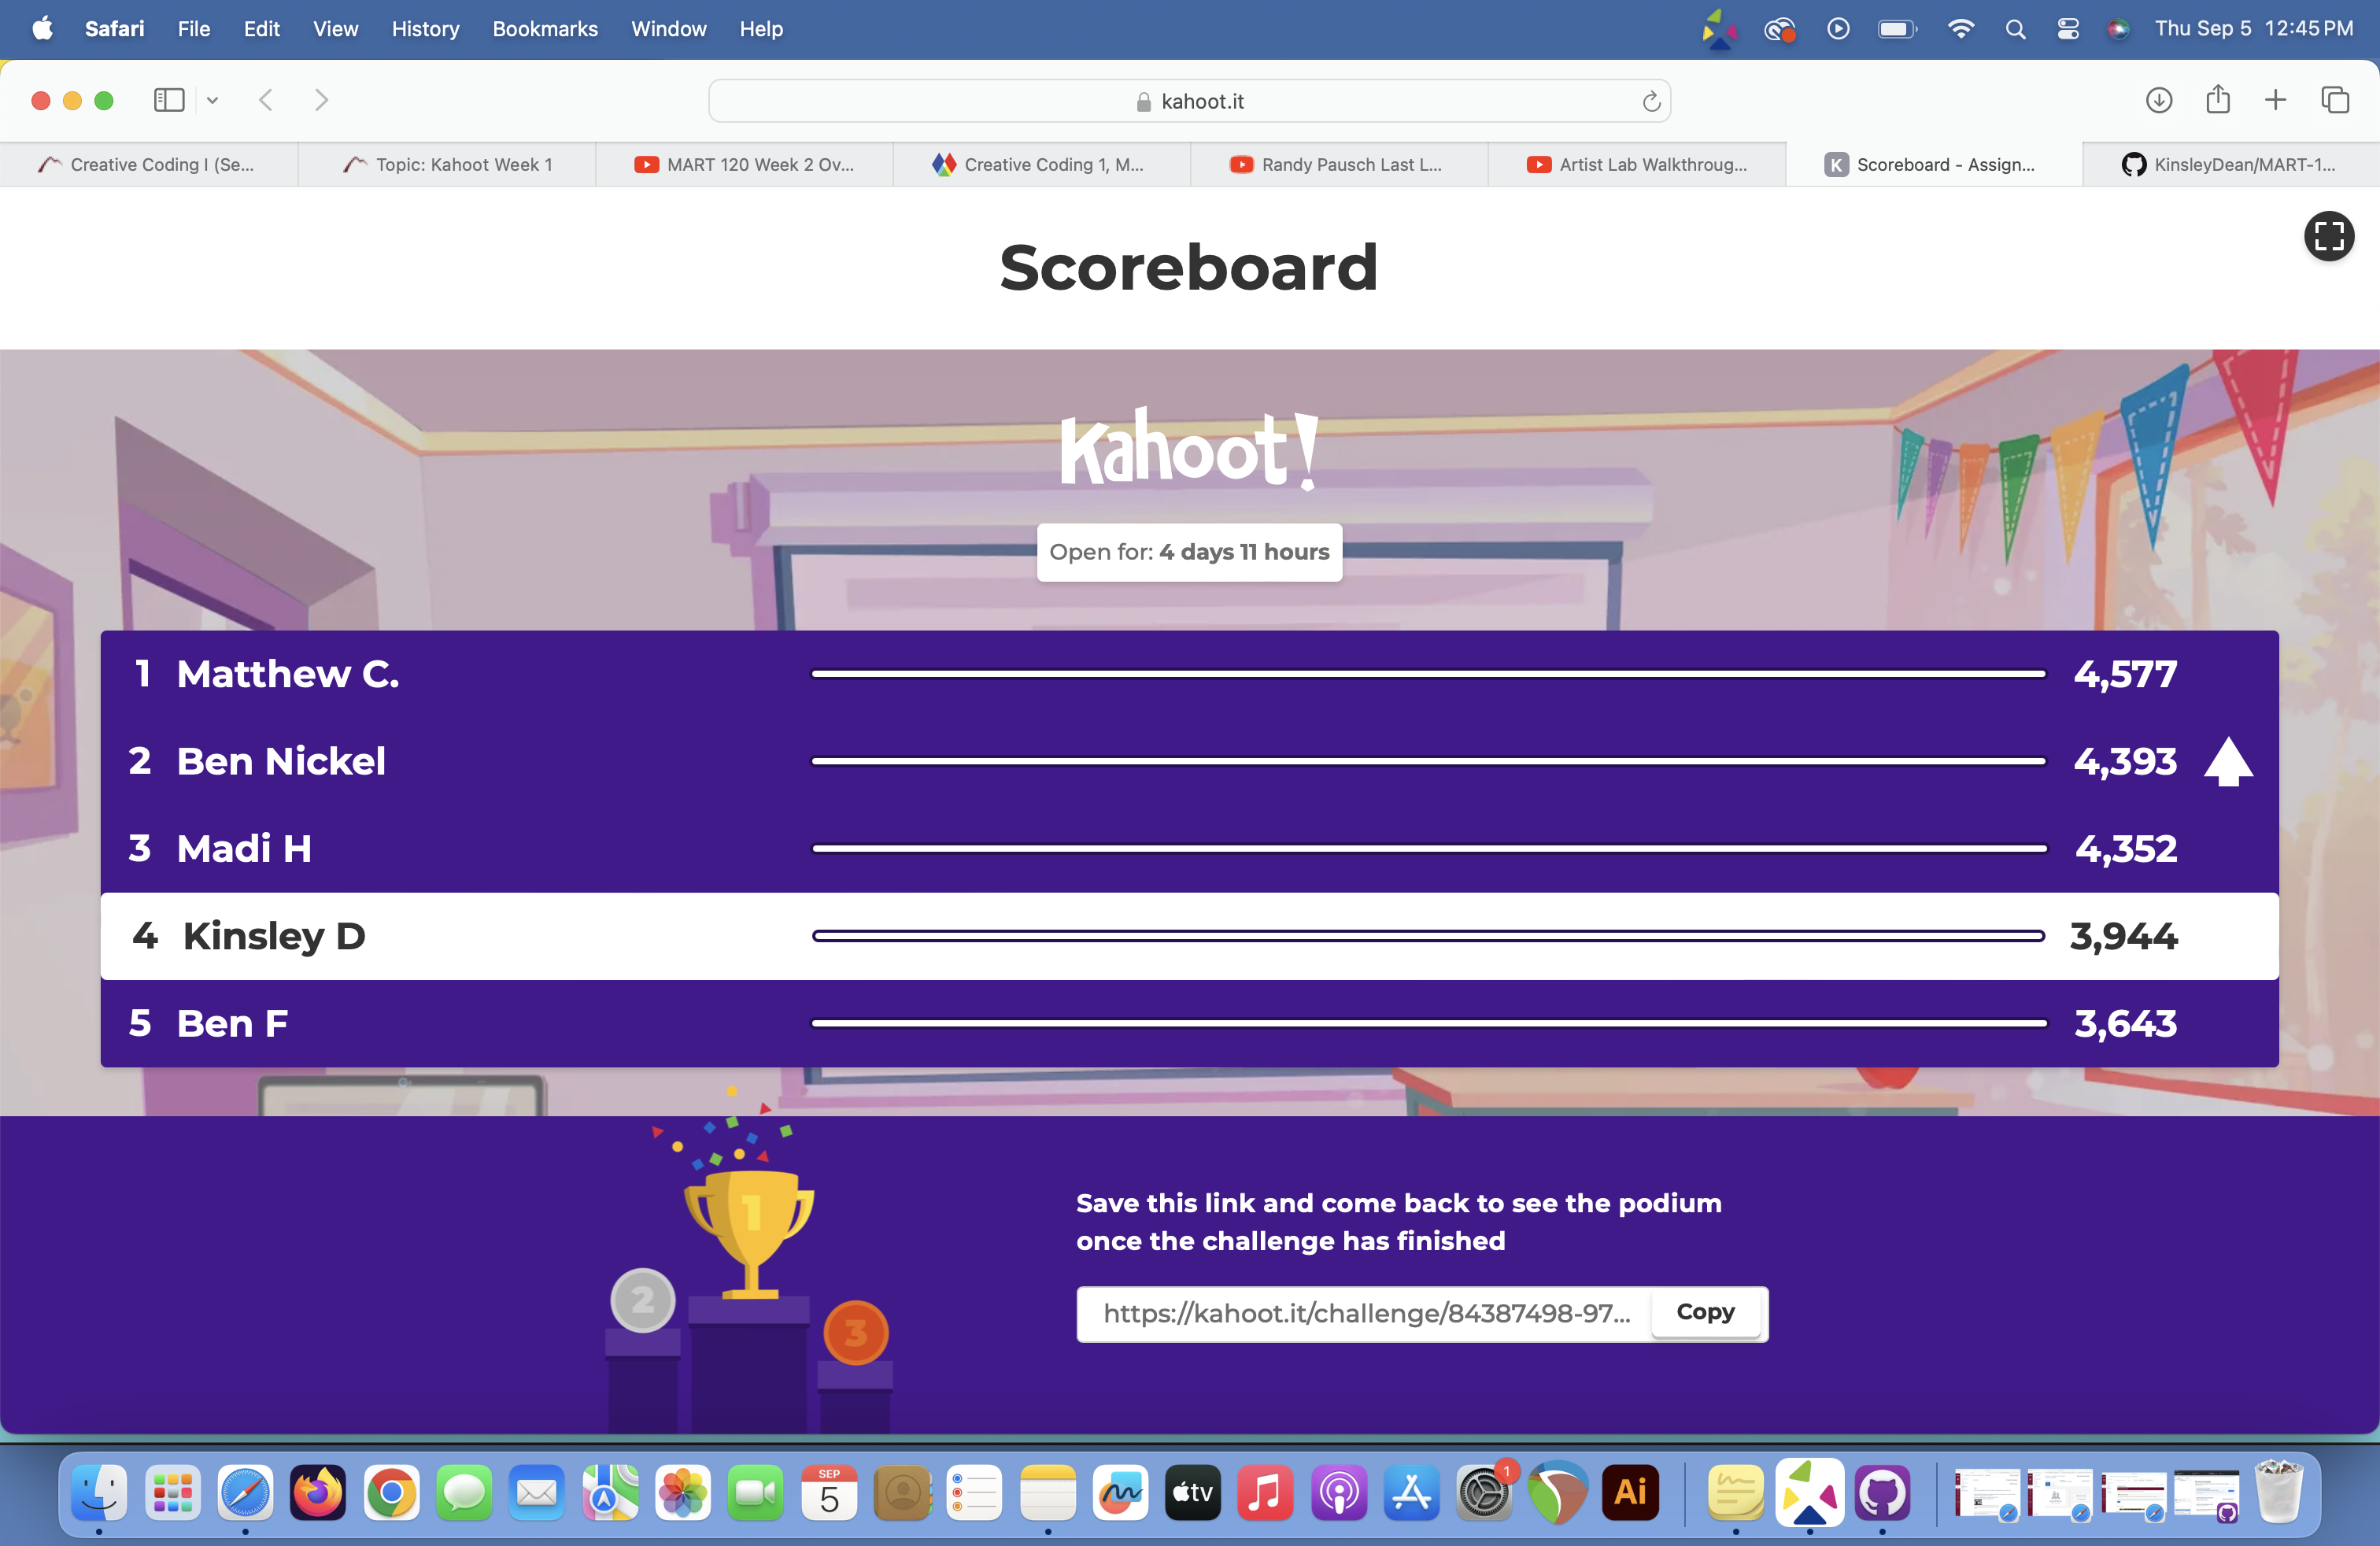 Safari File Edit View History Bookmarks Window Help Thu Sep 5 12:45 PM
kahoot.it
Creative Coding I (Se... Topic: Kahoot Week 1 MART 120 Week 2 Ov... Creative Coding 1, M... Randy Pausch Last L... Artist Lab Walkthroug... K Scoreboard - Assign... KinsleyDean/MART-1...
Scoreboard
Kahoot!
Open for: 4 days 11 hours
1 Matthew C. 4,577
2 Ben Nickel 4,393
3 Madi H 4,352
4 Kinsley D 3,944
5 Ben F 3,643
1
2
3
Save this link and come back to see the podium
once the challenge has finished
https://kahoot.it/challenge/84387498-97... Copy
SEP
5
tv
1
Ai